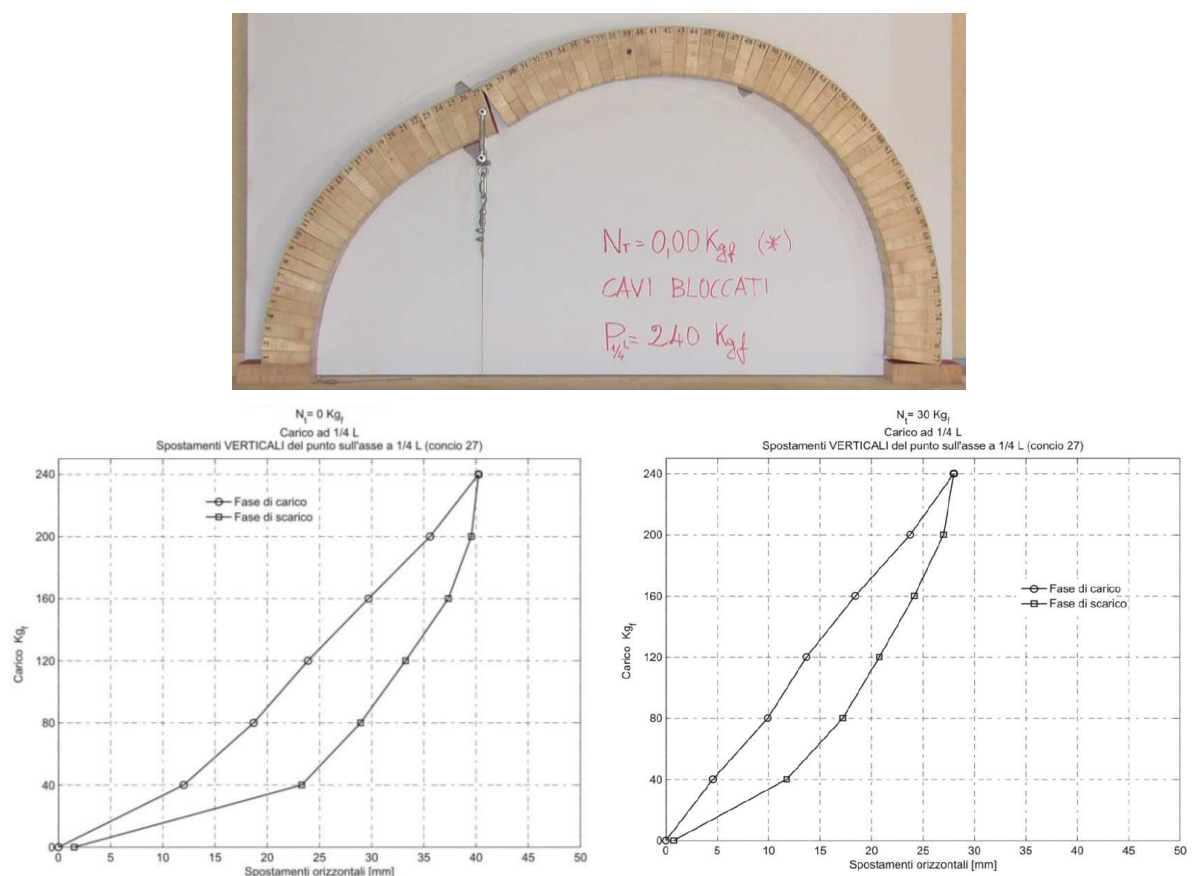 N_T = 0,00 Kg_f (*)
CAVI BLOCCATI
P_{1/4 L} = 240 Kg_f
N_t= 0 Kg_f
Carico ad 1/4 L
Spostamenti VERTICALI del punto sull'asse a 1/4 L (concio 27)
240
200
160
120
80
40
0
Carico Kg_f
Fase di carico
Fase di scarico
0 5 10 15 20 25 30 35 40 45 50
Spostamenti orizzontali [mm]
N_t= 30 Kg_f
Carico ad 1/4 L
Spostamenti VERTICALI del punto sull'asse a 1/4 L (concio 27)
240
200
160
120
80
40
0
Carico Kg_f
Fase di carico
Fase di scarico
0 5 10 15 20 25 30 35 40 45 50
Spostamenti orizzontali [mm]